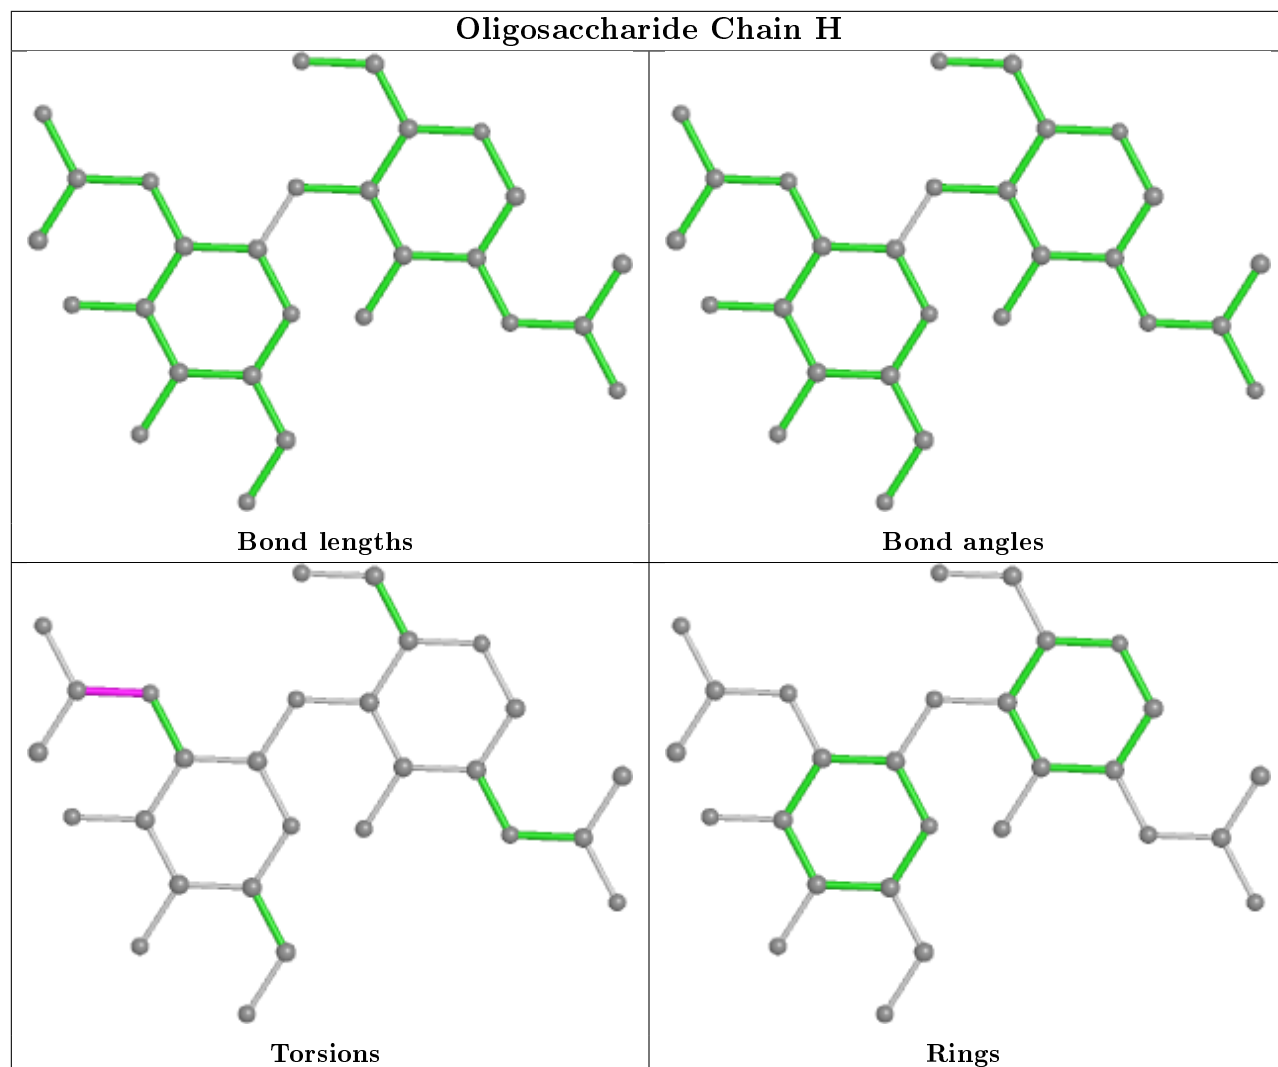 Oligosaccharide Chain H
Bond lengths
Bond angles
Torsions
Rings